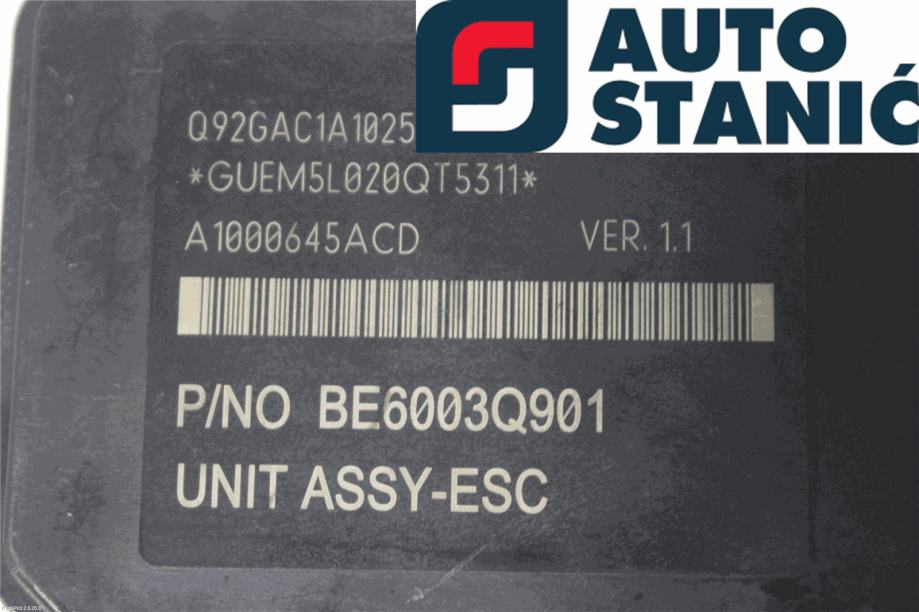 AUTO
STANIĆ
Q92GAC1A1025
*GUEM5L020QT5311*
A1000645ACD VER. 1.1
P/NO BE6003Q901
UNIT ASSY-ESC